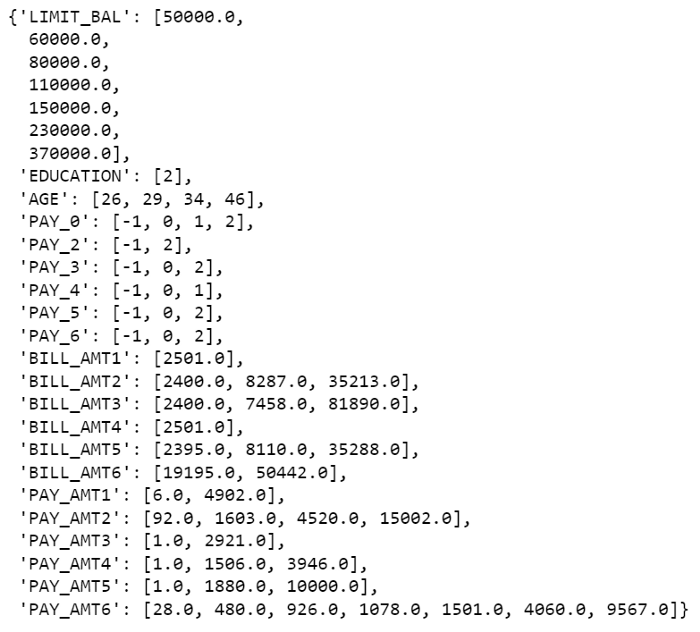 {'LIMIT_BAL': [50000.0,
60000.0,
80000.0,
110000.0,
150000.0,
230000.0,
370000.0],
'EDUCATION': [2],
'AGE': [26, 29, 34, 46],
'PAY_0': [-1, 0, 1, 2],
'PAY_2': [-1, 2],
'PAY_3': [-1, 0, 2],
'PAY_4': [-1, 0, 1],
'PAY_5': [-1, 0, 2],
'PAY_6': [-1, 0, 2],
'BILL_AMT1': [2501.0],
'BILL_AMT2': [2400.0, 8287.0, 35213.0],
'BILL_AMT3': [2400.0, 7458.0, 81890.0],
'BILL_AMT4': [2501.0],
'BILL_AMT5': [2395.0, 8110.0, 35288.0],
'BILL_AMT6': [19195.0, 50442.0],
'PAY_AMT1': [6.0, 4902.0],
'PAY_AMT2': [92.0, 1603.0, 4520.0, 15002.0],
'PAY_AMT3': [1.0, 2921.0],
'PAY_AMT4': [1.0, 1506.0, 3946.0],
'PAY_AMT5': [1.0, 1880.0, 10000.0],
'PAY_AMT6': [28.0, 480.0, 926.0, 1078.0, 1501.0, 4060.0, 9567.0]}